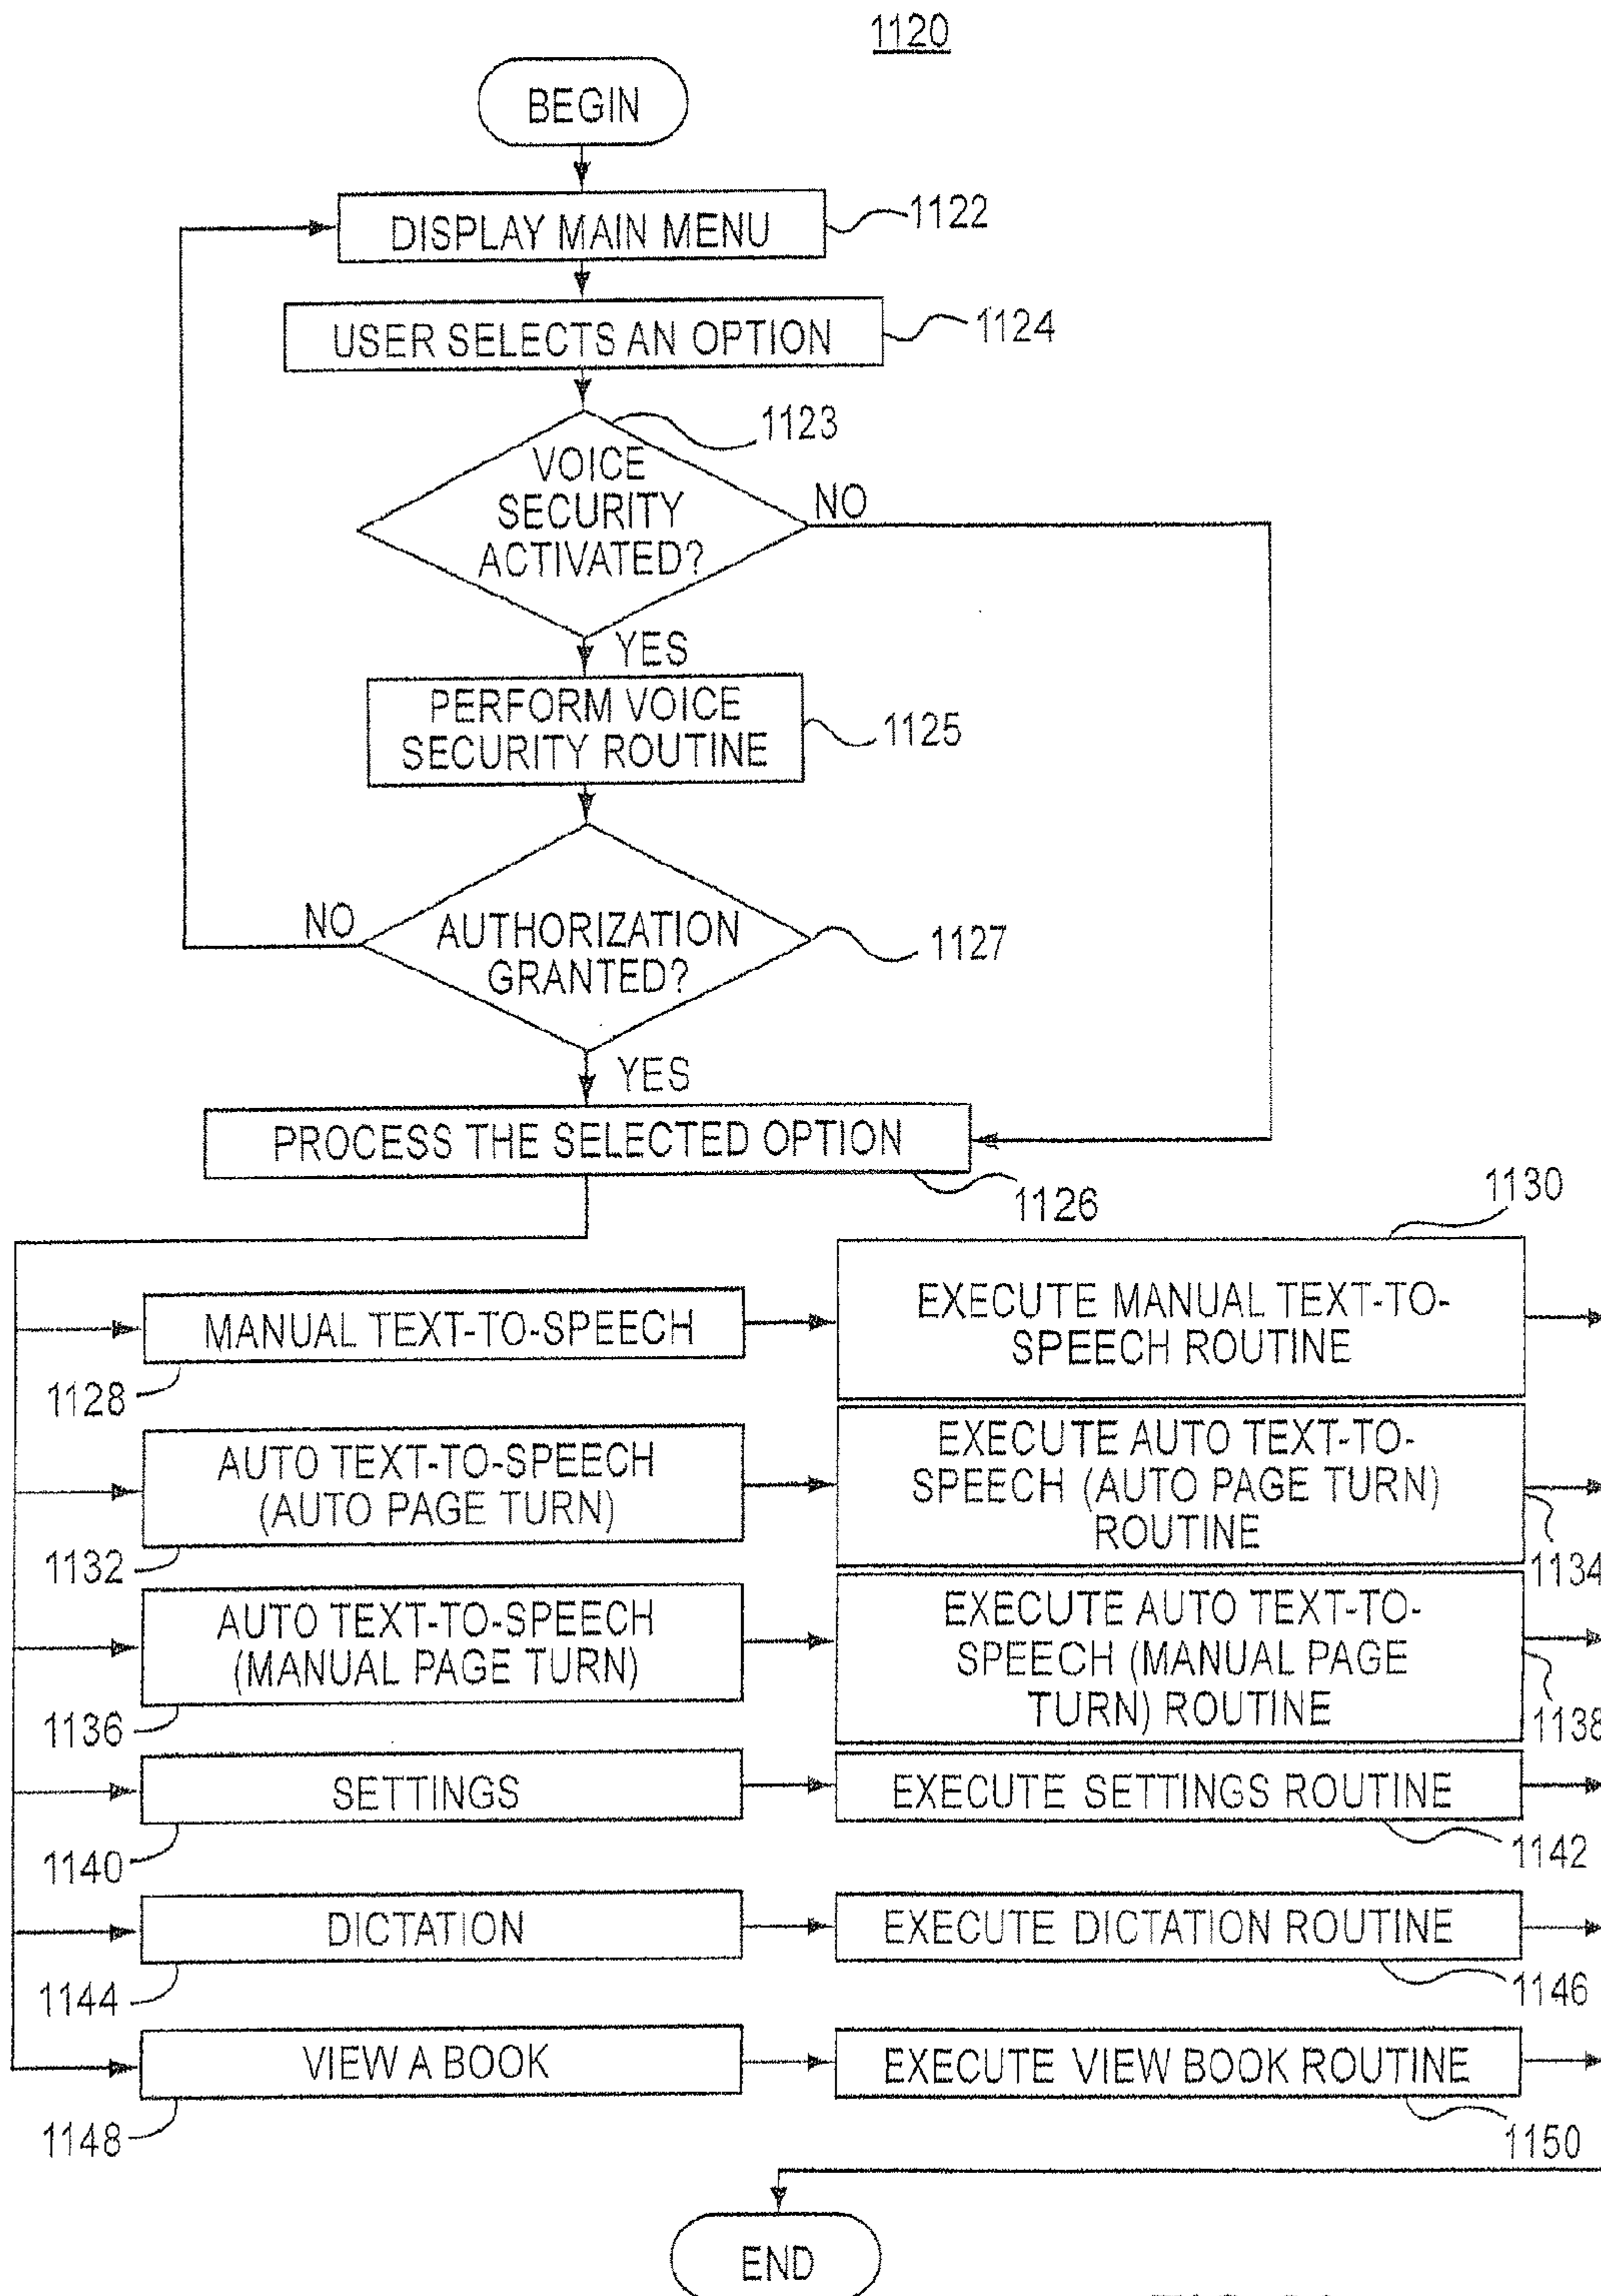 1120
BEGIN
DISPLAY MAIN MENU
1122
USER SELECTS AN OPTION
1124
1123
VOICE
SECURITY
ACTIVATED?
NO
YES
PERFORM VOICE
SECURITY ROUTINE
1125
NO
AUTHORIZATION
GRANTED?
1127
YES
PROCESS THE SELECTED OPTION
1126
1130
MANUAL TEXT-TO-SPEECH
1128
EXECUTE MANUAL TEXT-TO-
SPEECH ROUTINE
AUTO TEXT-TO-SPEECH
(AUTO PAGE TURN)
1132
EXECUTE AUTO TEXT-TO-
SPEECH (AUTO PAGE TURN)
ROUTINE
1134
AUTO TEXT-TO-SPEECH
(MANUAL PAGE TURN)
1136
EXECUTE AUTO TEXT-TO-
SPEECH (MANUAL PAGE
TURN) ROUTINE
1138
SETTINGS
1140
EXECUTE SETTINGS ROUTINE
1142
DICTATION
1144
EXECUTE DICTATION ROUTINE
1146
VIEW A BOOK
1148
EXECUTE VIEW BOOK ROUTINE
1150
END